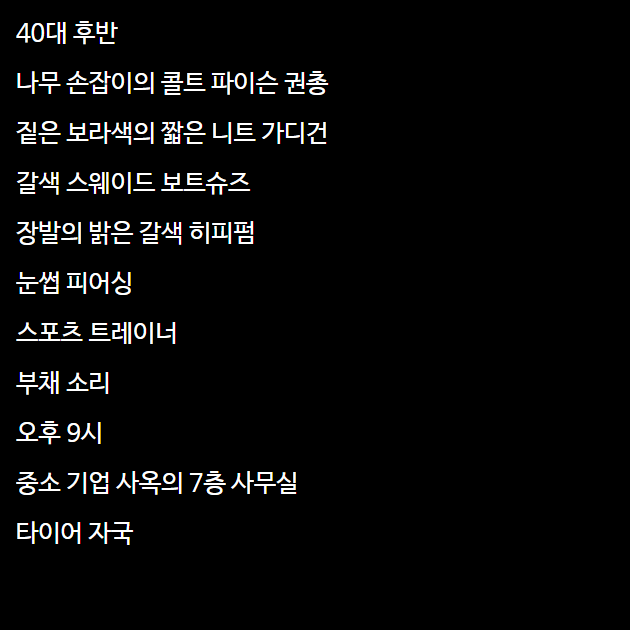 40대 후반
나무 손잡이의 콜트 파이슨 권총
짙은 보라색의 짧은 니트 가디건
갈색 스웨이드 보트슈즈
장발의 밝은 갈색 히피펌
눈썹 피어싱
스포츠 트레이너
부채 소리
오후 9시
중소 기업 사옥의 7층 사무실
타이어 자국